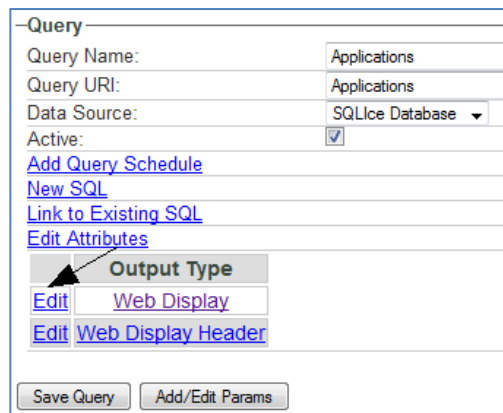 Query
Query Name: Applications
Query URI: Applications
Data Source: SQLIce Database
Active:
Add Query Schedule
New SQL
Link to Existing SQL
Edit Attributes
Output Type
Edit Web Display
Edit Web Display Header
Save Query Add/Edit Params